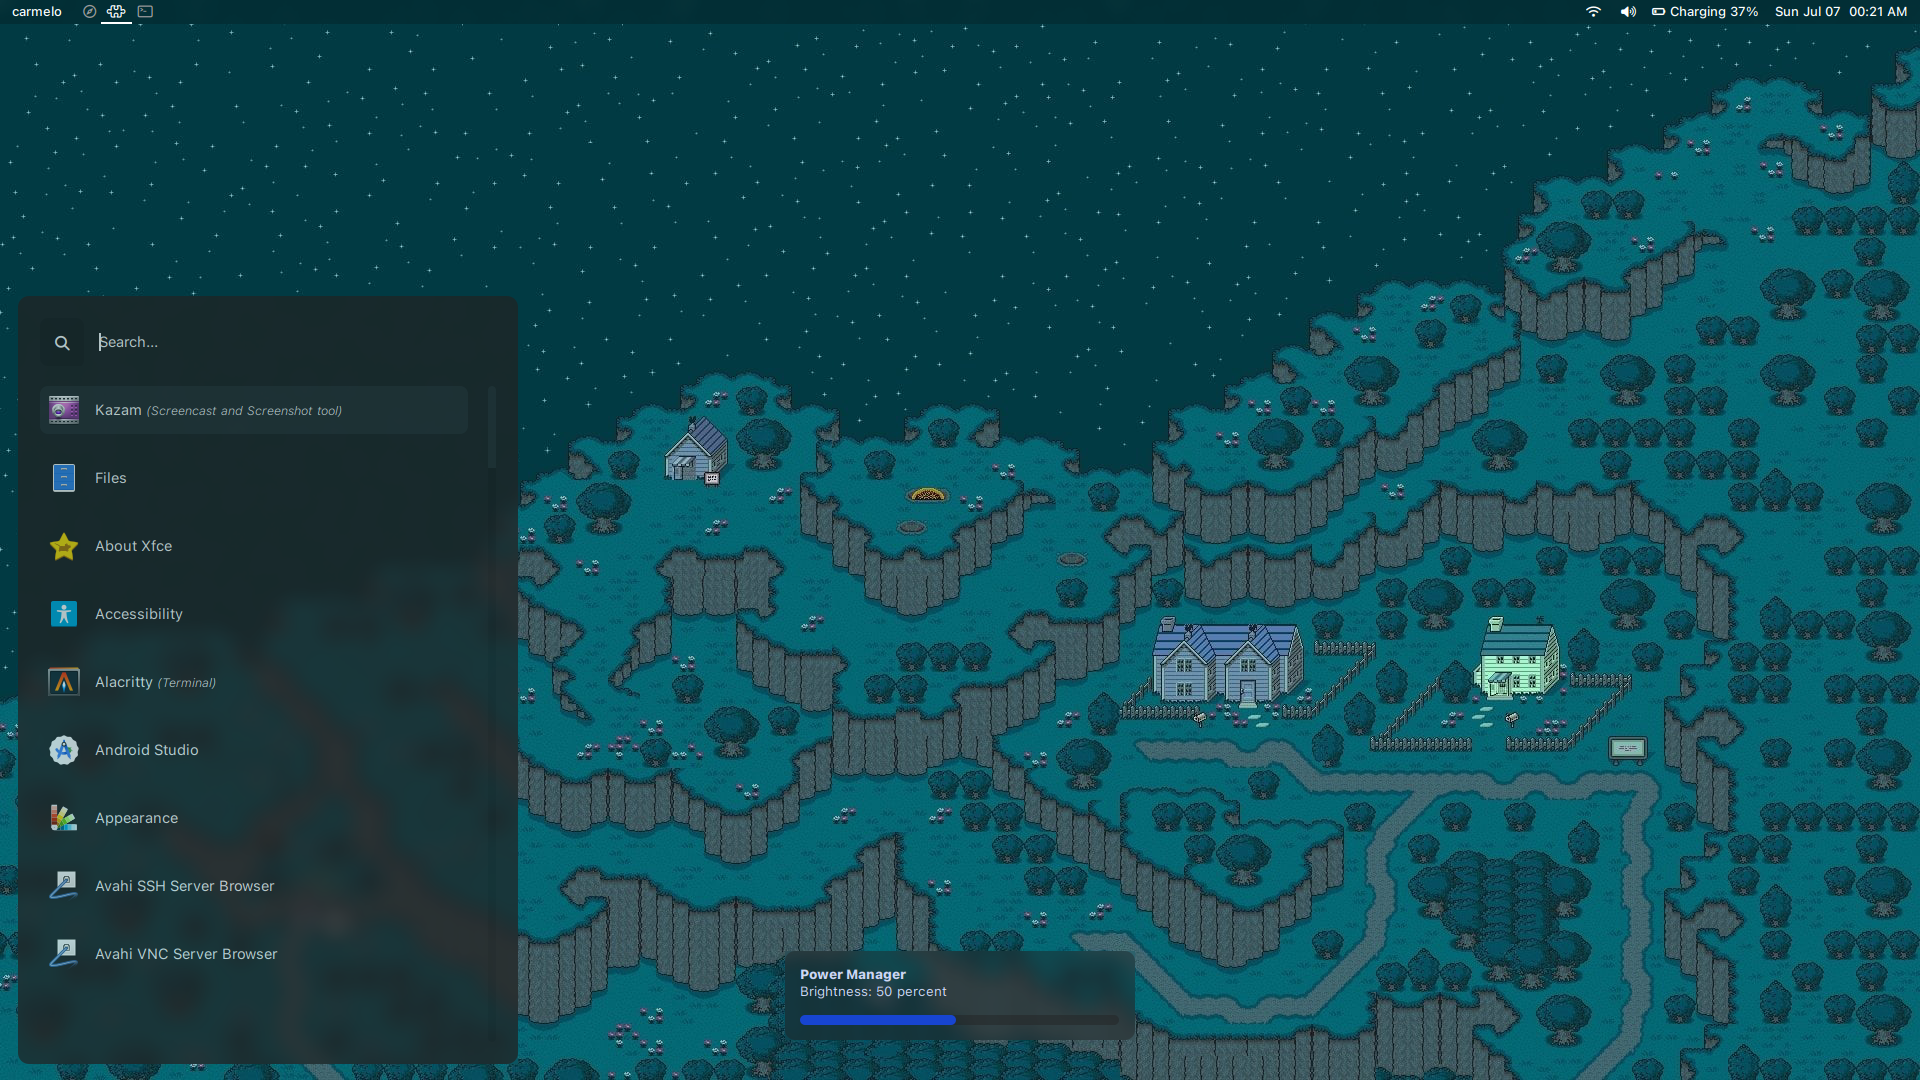 carmelo
Charging 37%
Sun Jul 07 00:21 AM
Search...
Kazam (Screencast and Screenshot tool)
Files
About Xfce
Accessibility
Alacritty (Terminal)
Android Studio
Appearance
Avahi SSH Server Browser
Avahi VNC Server Browser
Power Manager
Brightness: 50 percent